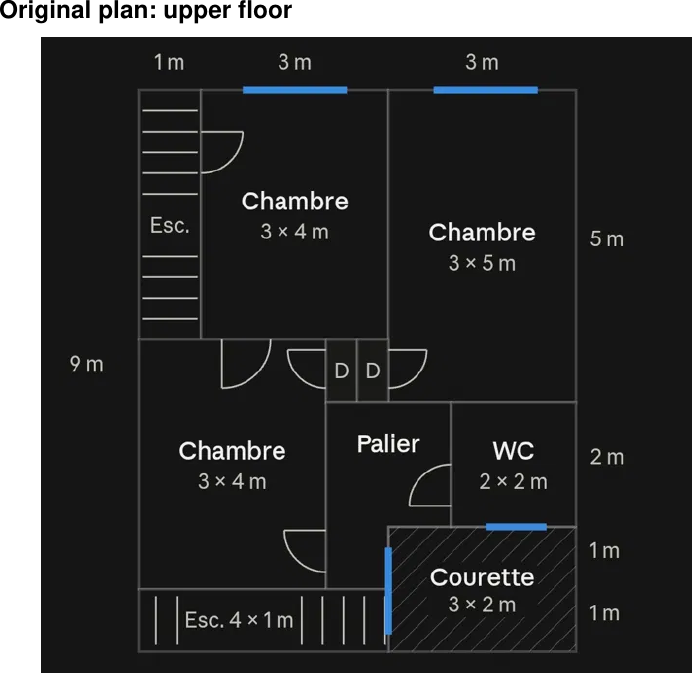 Original plan: upper floor
1 m
3 m
3 m
Chambre
3 × 4 m
Esc.
Chambre
3 × 5 m
5 m
9 m
D
D
Chambre
3 × 4 m
Palier
WC
2 × 2 m
2 m
1 m
Courette
3 × 2 m
Esc. 4 × 1 m
1 m